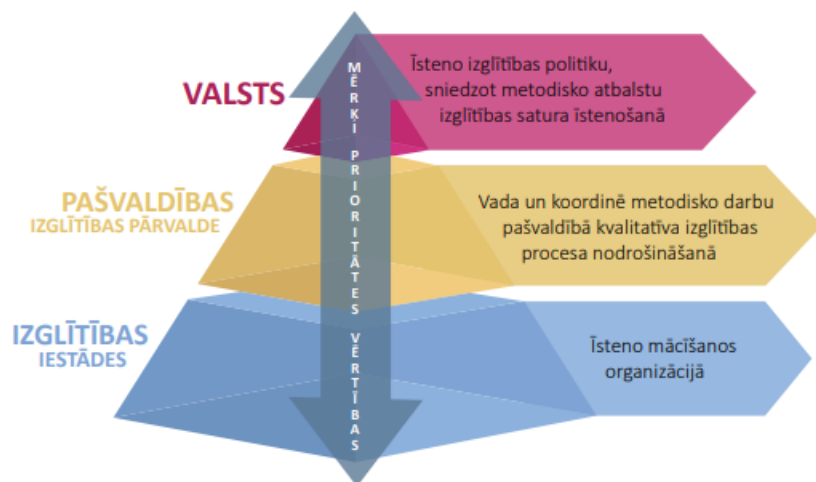 VALSTS
Īsteno izglītības politiku,
sniedzot metodisko atbalstu
izglītības satura īstenošanā
PAŠVALDĪBAS
IZGLĪTĪBAS PĀRVALDE
Vada un koordinē metodisko darbu
pašvaldībā kvalitatīva izglītības
procesa nodrošināšanā
IZGLĪTĪBAS
IESTĀDES
Īsteno mācīšanos
organizācijā
MĒRĶI PRIORITĀTES VĒRTĪBAS